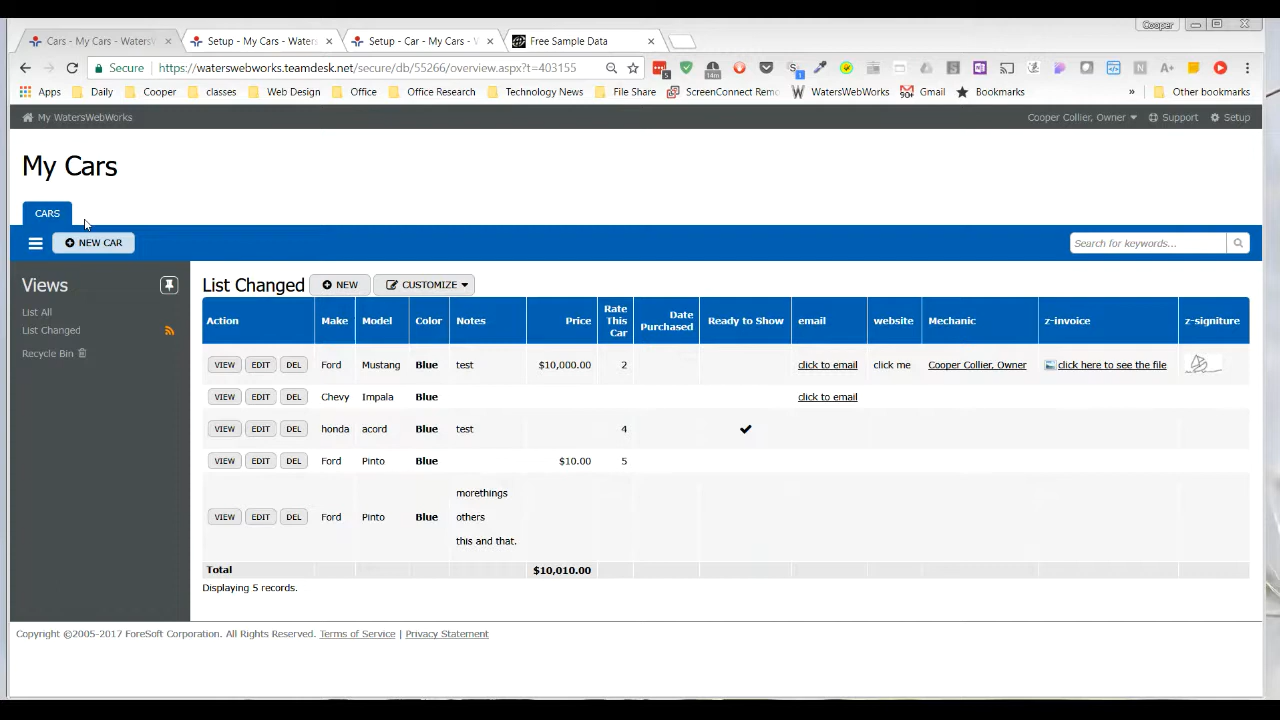 Cooper
Cars - My Cars - WatersW
Setup - My Cars - Waters
Setup - Car - My Cars - W
Free Sample Data
Secure https://waterswebworks.teamdesk.net/secure/db/55266/overview.aspx?t=403155
Apps Daily Cooper classes Web Design Office Office Research Technology News File Share ScreenConnect Remo WatersWebWorks Gmail Bookmarks » Other bookmarks
My WatersWebWorks Cooper Collier, Owner Support Setup
My Cars
CARS
NEW CAR Search for keywords...
Views
List All
List Changed
Recycle Bin
List Changed NEW CUSTOMIZE
Action Make Model Color Notes Price Rate This Car Date Purchased Ready to Show email website Mechanic z-invoice z-signiture
VIEW EDIT DEL Ford Mustang Blue test $10,000.00 2 click to email click me Cooper Collier, Owner click here to see the file
VIEW EDIT DEL Chevy Impala Blue click to email
VIEW EDIT DEL honda acord Blue test 4
VIEW EDIT DEL Ford Pinto Blue $10.00 5
VIEW EDIT DEL Ford Pinto Blue morethings
others
this and that.
Total $10,010.00
Displaying 5 records.
Copyright ©2005-2017 ForeSoft Corporation. All Rights Reserved. Terms of Service | Privacy Statement